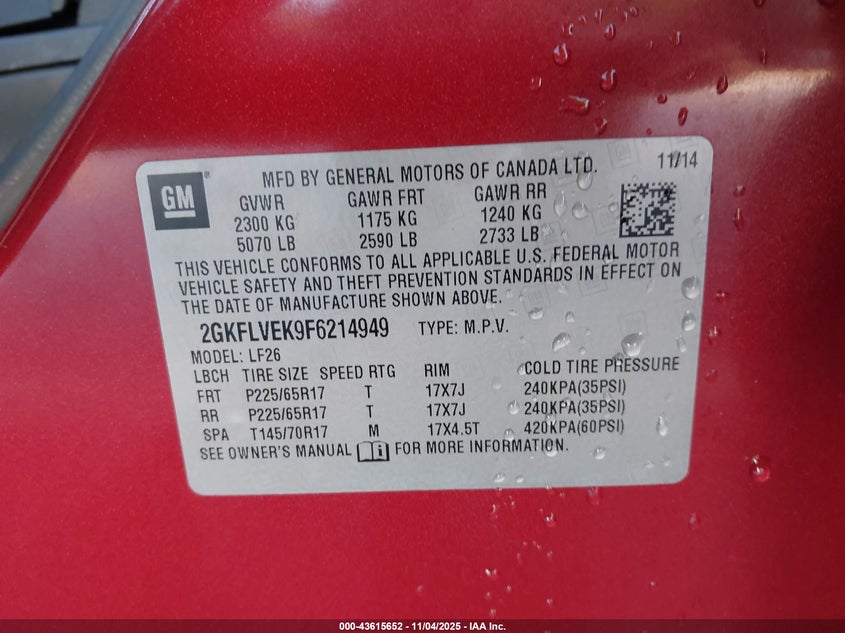 GM ®
MFD BY GENERAL MOTORS OF CANADA LTD. 11/14
GVWR GAWR FRT GAWR RR
2300 KG 1175 KG 1240 KG
5070 LB 2590 LB 2733 LB
THIS VEHICLE CONFORMS TO ALL APPLICABLE U.S. FEDERAL MOTOR
VEHICLE SAFETY AND THEFT PREVENTION STANDARDS IN EFFECT ON
THE DATE OF MANUFACTURE SHOWN ABOVE.
2GKFLVEK9F6214949 TYPE: M.P.V.
MODEL: LF26
LBCH TIRE SIZE SPEED RTG RIM COLD TIRE PRESSURE
FRT P225/65R17 T 17X7J 240KPA(35PSI)
RR P225/65R17 T 17X7J 240KPA(35PSI)
SPA T145/70R17 M 17X4.5T 420KPA(60PSI)
SEE OWNER'S MANUAL FOR MORE INFORMATION.
000-43615652 - 11/04/2025 - IAA Inc.